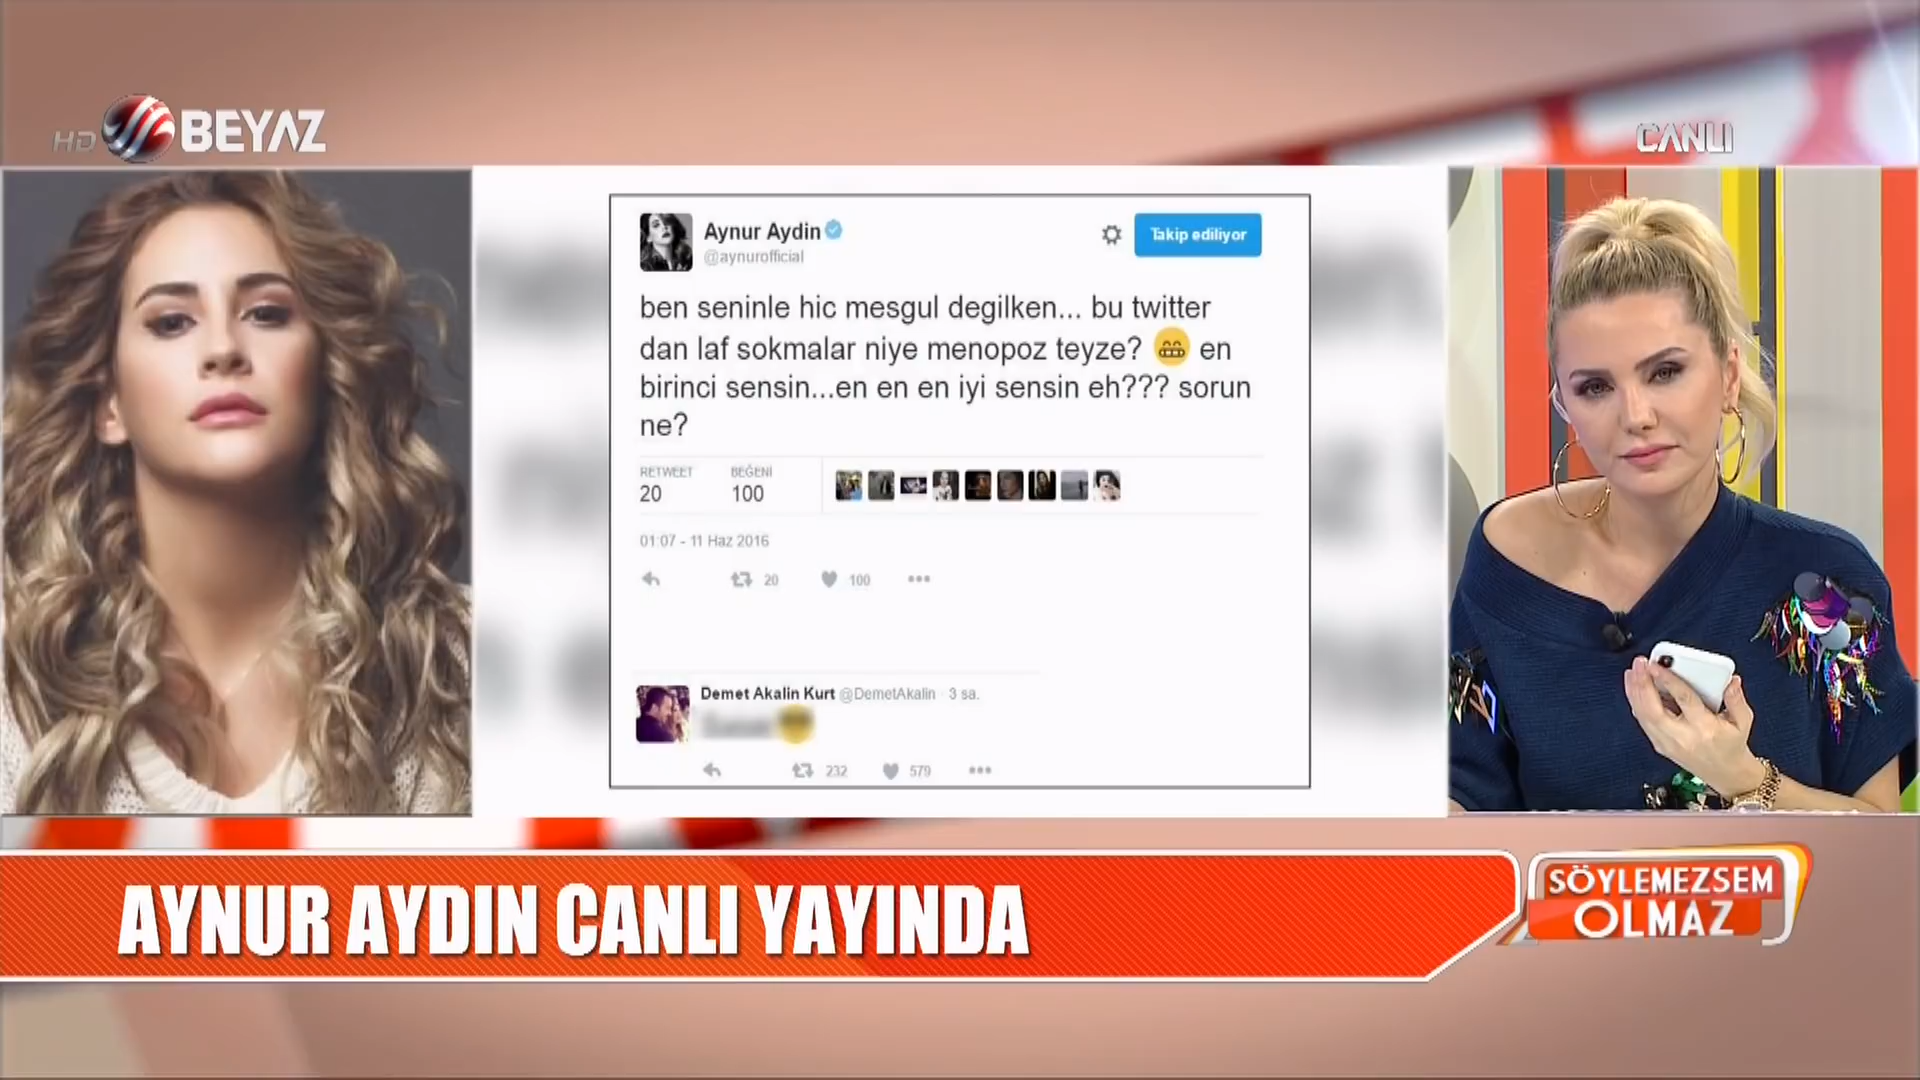 HD BEYAZ
CANLI
Aynur Aydin
@aynurofficial
Takip ediliyor
ben seninle hic mesgul degilken... bu twitter
dan laf sokmalar niye menopoz teyze? 😁 en
birinci sensin...en en en iyi sensin eh??? sorun
ne?
RETWEET
20
BEĞENİ
100
01:07 - 11 Haz 2016
20
100
Demet Akalin Kurt @DemetAkalin · 3 sa.
232
579
AYNUR AYDIN CANLI YAYINDA
SÖYLEMEZSEM
OLMAZ